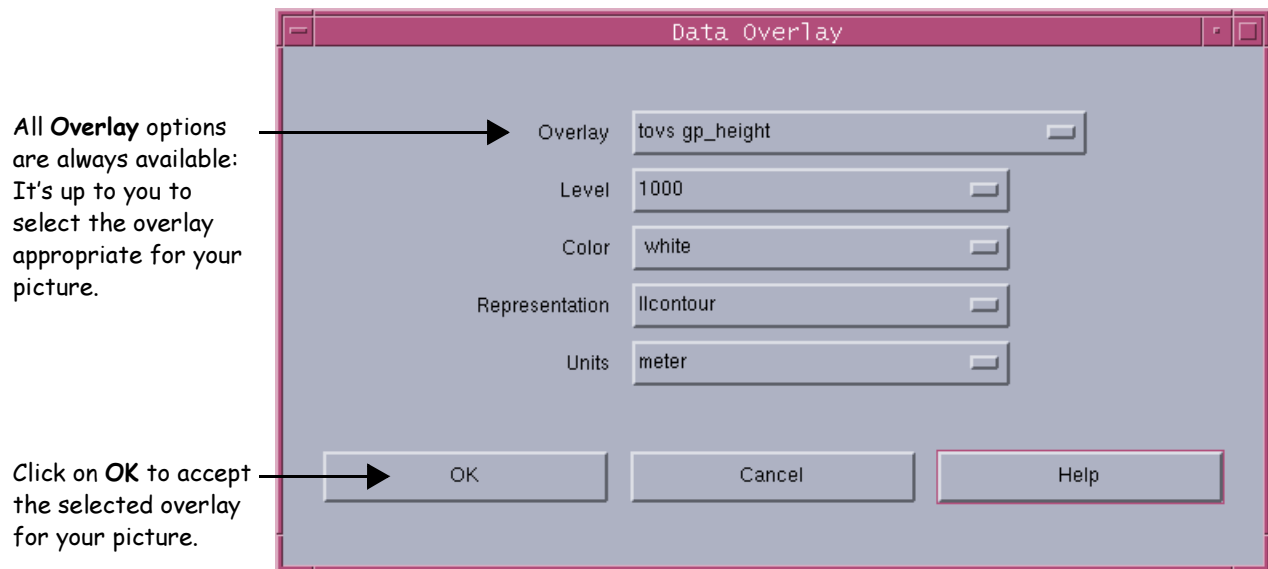 Data Overlay
All Overlay options
are always available:
It's up to you to
select the overlay
appropriate for your
picture.
Overlay tovs gp_height
Level 1000
Color white
Representation llcontour
Units meter
Click on OK to accept
the selected overlay
for your picture.
OK Cancel Help